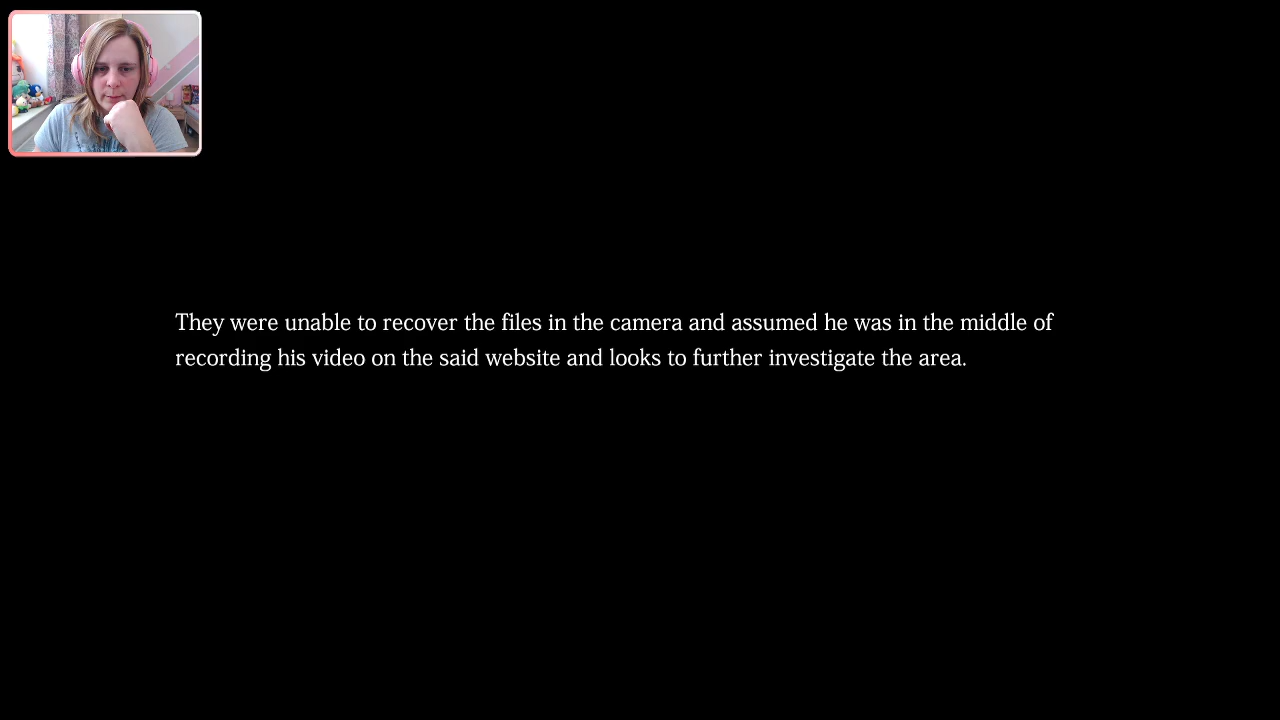 They were unable to recover the files in the camera and assumed he was in the middle of
recording his video on the said website and looks to further investigate the area.